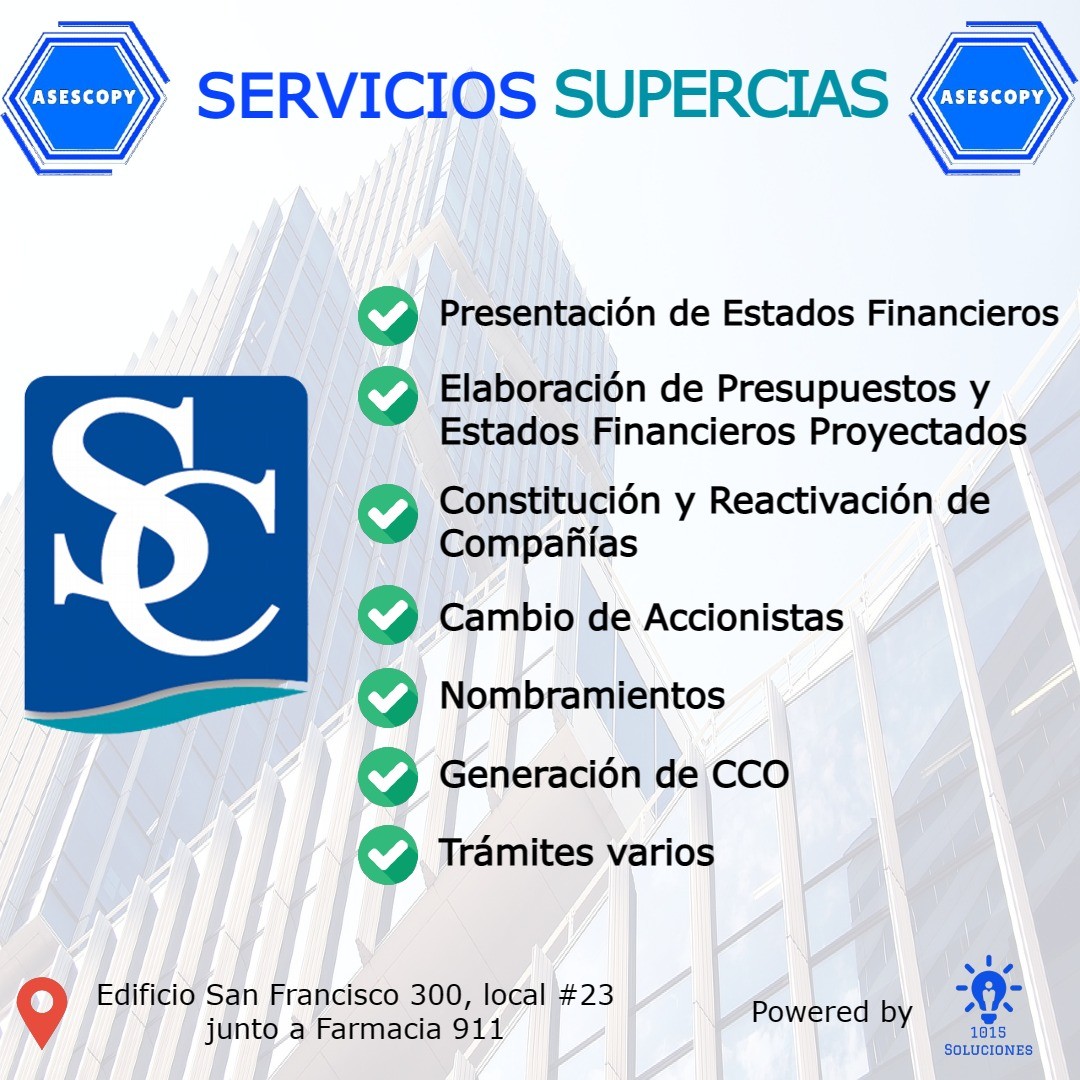 ASESCOPY
SERVICIOS SUPERCIAS
ASESCOPY
Presentación de Estados Financieros
Elaboración de Presupuestos y
Estados Financieros Proyectados
SC
Constitución y Reactivación de
Compañías
Cambio de Accionistas
Nombramientos
Generación de CCO
Trámites varios
Edificio San Francisco 300, local #23
junto a Farmacia 911
Powered by
1015
SOLUCIONES